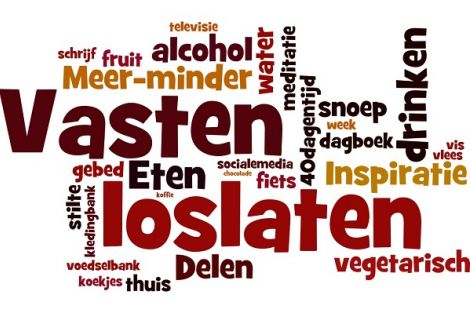 televisie
schrijf
fruit
alcohol
water
meditatie
drinken
Meer-minder
snoep
Vasten
40dagentijd
week
dagboek
vis
vlees
gebed
Eten
socialemedia
chocolade
fiets
Inspiratie
stilte
kledingbank
koffie
loslaten
voedselbank
Delen
vegetarisch
koekjes
thuis